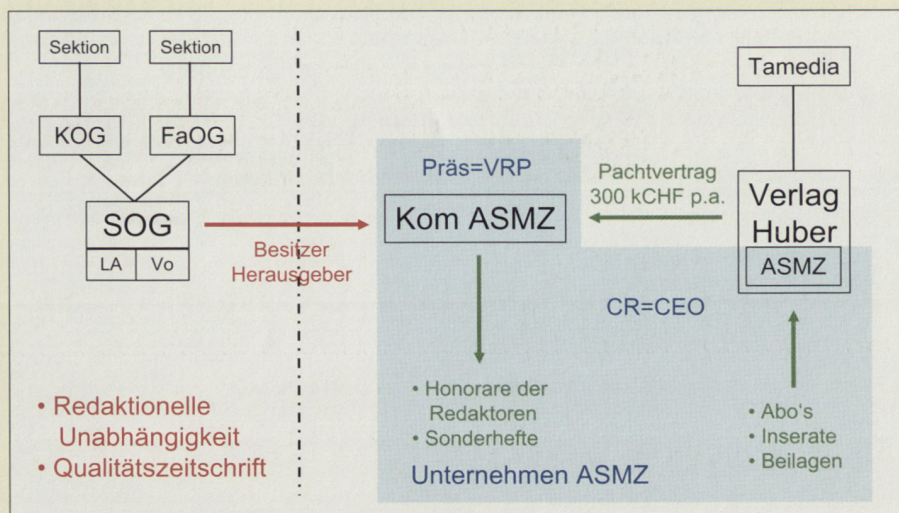 Sektion
Sektion
KOG
FaOG
SOG
LA
Vo
Besitzer
Herausgeber
• Redaktionelle
Unabhängigkeit
• Qualitätszeitschrift
Präs=VRP
Kom ASMZ
Pachtvertrag
300 kCHF p.a.
Tamedia
Verlag
Huber
ASMZ
CR=CEO
• Honorare der
Redaktoren
• Sonderhefte
• Abo's
• Inserate
• Beilagen
Unternehmen ASMZ